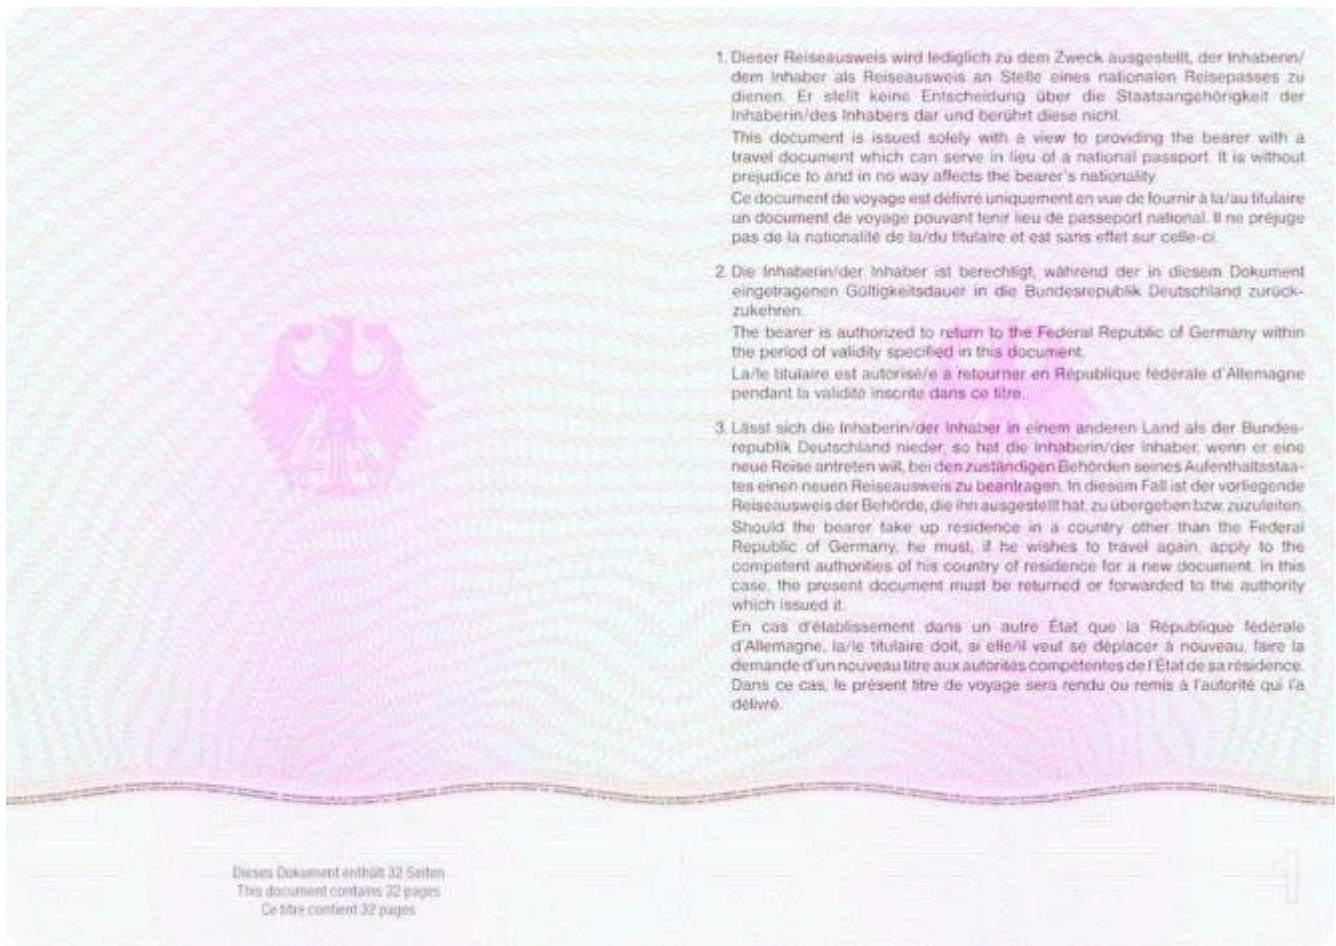 1. Dieser Reiseausweis wird lediglich zu dem Zweck ausgestellt, der Inhaberin/
dem Inhaber als Reiseausweis an Stelle eines nationalen Reisepasses zu
dienen. Er stellt keine Entscheidung über die Staatsangehörigkeit der
Inhaberin/des Inhabers dar und berührt diese nicht.
This document is issued solely with a view to providing the bearer with a
travel document which can serve in lieu of a national passport. It is without
prejudice to and in no way affects the bearer's nationality.
Ce document de voyage est délivré uniquement en vue de fournir à la/au titulaire
un document de voyage pouvant tenir lieu de passeport national. Il ne préjuge
pas de la nationalité de la/du titulaire et est sans effet sur celle-ci.
2. Die Inhaberin/der Inhaber ist berechtigt, während der in diesem Dokument
eingetragenen Gültigkeitsdauer in die Bundesrepublik Deutschland zurück-
zukehren.
The bearer is authorized to return to the Federal Republic of Germany within
the period of validity specified in this document.
La/le titulaire est autorisé/e à retourner en République fédérale d'Allemagne
pendant la validité inscrite dans ce titre.
3. Lässt sich die Inhaberin/der Inhaber in einem anderen Land als der Bundes-
republik Deutschland nieder, so hat die Inhaberin/der Inhaber, wenn er eine
neue Reise antreten will, bei den zuständigen Behörden seines Aufenthaltsstaa-
tes einen neuen Reiseausweis zu beantragen. In diesem Fall ist der vorliegende
Reiseausweis der Behörde, die ihn ausgestellt hat, zu übergeben bzw. zuzuleiten.
Should the bearer take up residence in a country other than the Federal
Republic of Germany, he must, if he wishes to travel again, apply to the
competent authorities of his country of residence for a new document. In this
case, the present document must be returned or forwarded to the authority
which issued it.
En cas d'établissement dans un autre État que la République fédérale
d'Allemagne, la/le titulaire doit, si elle/il veut se déplacer à nouveau, faire la
demande d'un nouveau titre aux autorités compétentes de l'État de sa résidence.
Dans ce cas, le présent titre de voyage sera rendu ou remis à l'autorité qui l'a
délivré.
Dieses Dokument enthält 32 Seiten
This document contains 32 pages
Ce titre contient 32 pages
1